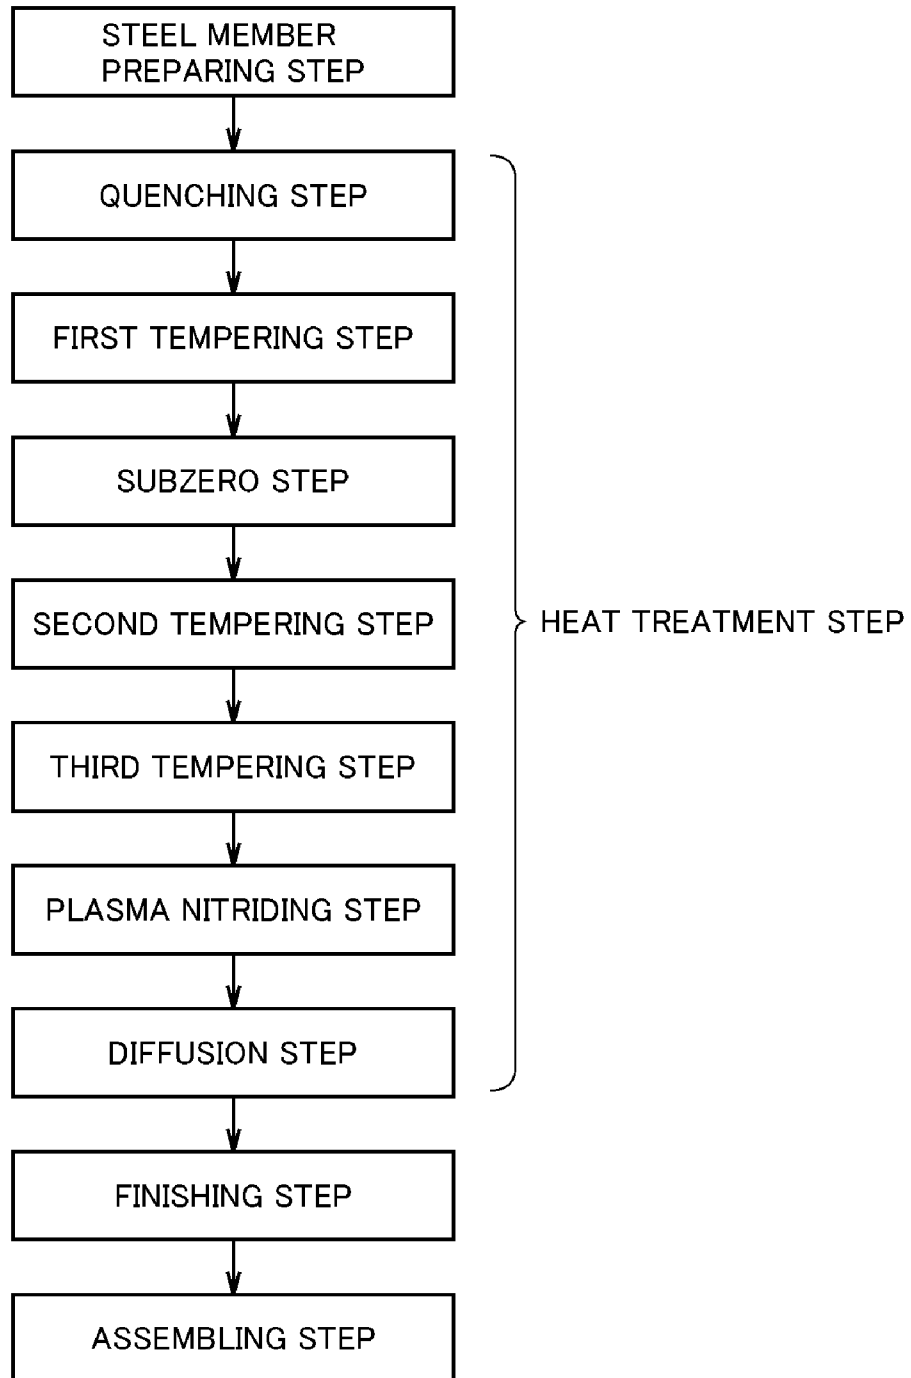 STEEL MEMBER
PREPARING STEP
QUENCHING STEP
FIRST TEMPERING STEP
SUBZERO STEP
SECOND TEMPERING STEP
HEAT TREATMENT STEP
THIRD TEMPERING STEP
PLASMA NITRIDING STEP
DIFFUSION STEP
FINISHING STEP
ASSEMBLING STEP